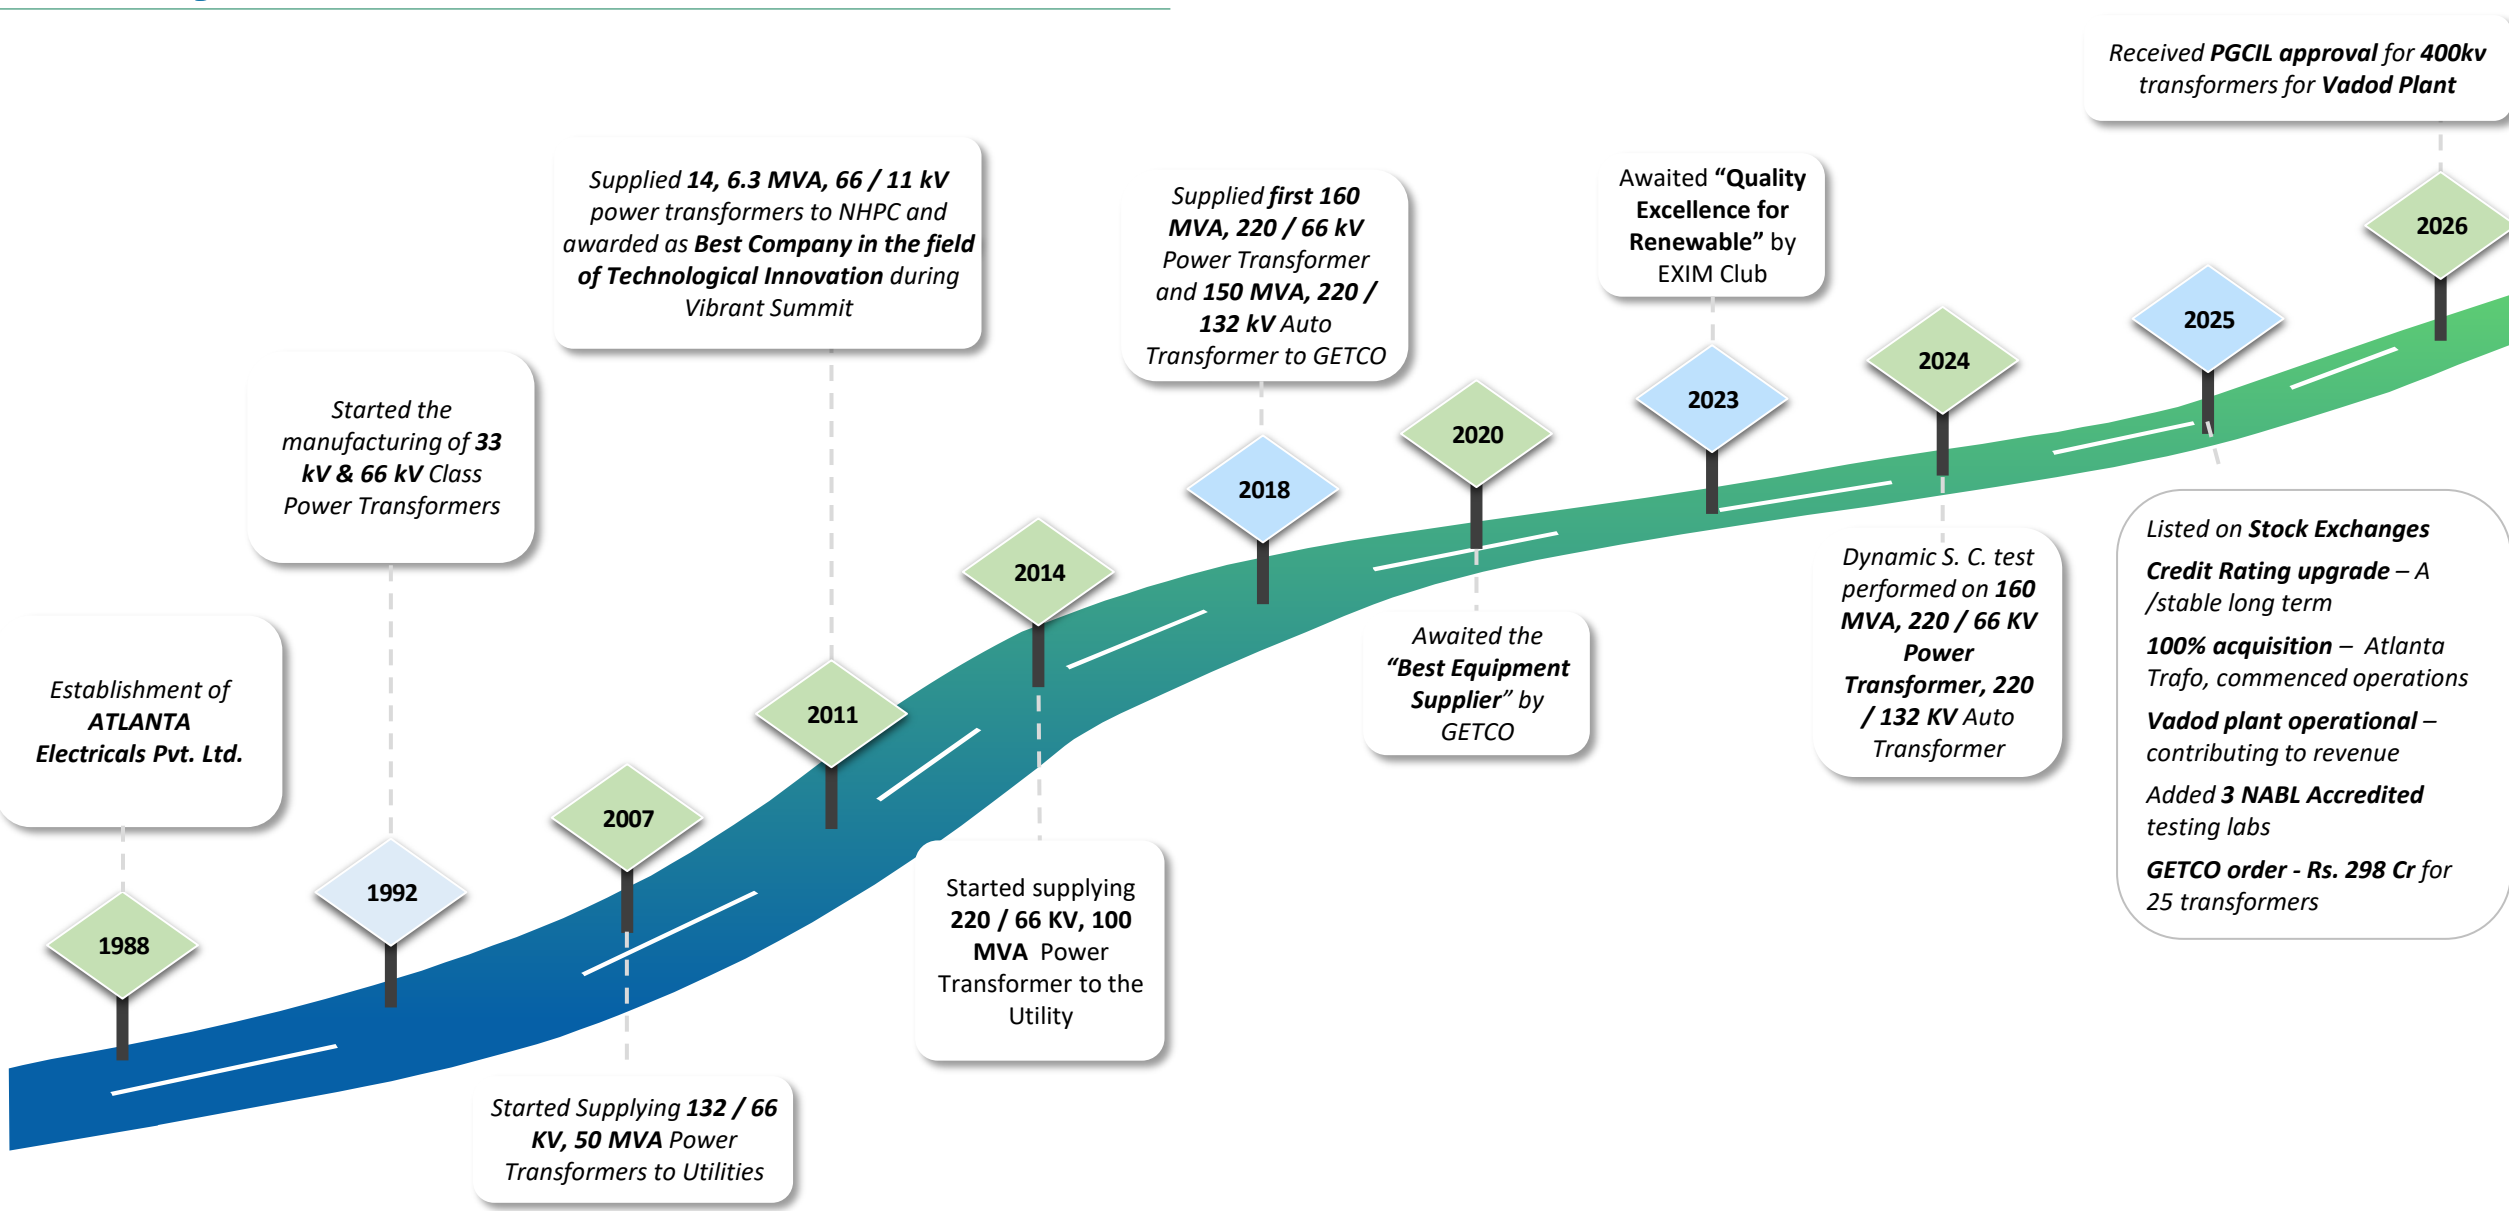 Received PGCIL approval for 400kv
transformers for Vadod Plant
2026
Supplied 14, 6.3 MVA, 66 / 11 kV
power transformers to NHPC and
awarded as Best Company in the field
of Technological Innovation during
Vibrant Summit
Supplied first 160
MVA, 220 / 66 kV
Power Transformer
and 150 MVA, 220 /
132 kV Auto
Transformer to GETCO
Awaited “Quality
Excellence for
Renewable” by
EXIM Club
2025
2024
2023
2020
2018
Started the
manufacturing of 33
kV & 66 kV Class
Power Transformers
2014
Listed on Stock Exchanges
Credit Rating upgrade – A
/stable long term
100% acquisition – Atlanta
Trafo, commenced operations
Vadod plant operational –
contributing to revenue
Added 3 NABL Accredited
testing labs
GETCO order - Rs. 298 Cr for
25 transformers
Dynamic S. C. test
performed on 160
MVA, 220 / 66 KV
Power
Transformer, 220
/ 132 KV Auto
Transformer
Awaited the
“Best Equipment
Supplier” by
GETCO
Establishment of
ATLANTA
Electricals Pvt. Ltd.
2011
2007
1992
1988
Started supplying
220 / 66 KV, 100
MVA Power
Transformer to the
Utility
Started Supplying 132 / 66
KV, 50 MVA Power
Transformers to Utilities